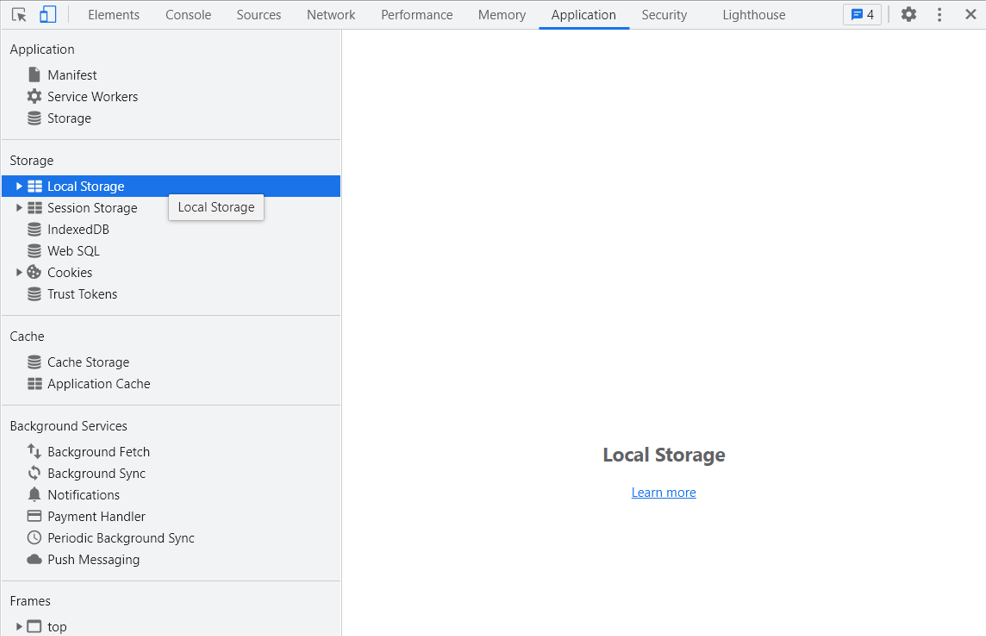 Elements Console Sources Network Performance Memory Application Security Lighthouse 4
Application
Manifest
Service Workers
Storage
Storage
Local Storage
Session Storage
Local Storage
IndexedDB
Web SQL
Cookies
Trust Tokens
Cache
Cache Storage
Application Cache
Background Services
Background Fetch
Background Sync
Notifications
Payment Handler
Periodic Background Sync
Push Messaging
Frames
top
Local Storage
Learn more